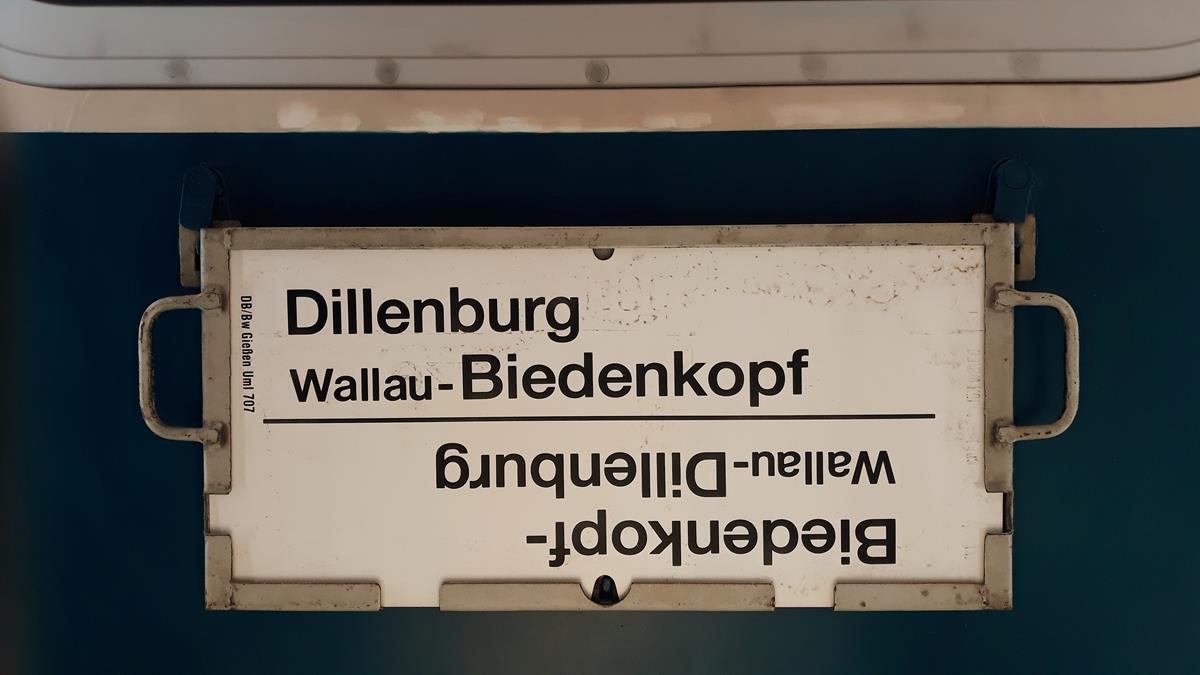 Dillenburg
Wallau-Biedenkopf
Biedenkopf-
Wallau-Dillenburg
DB/Bw Gießen Uml 707